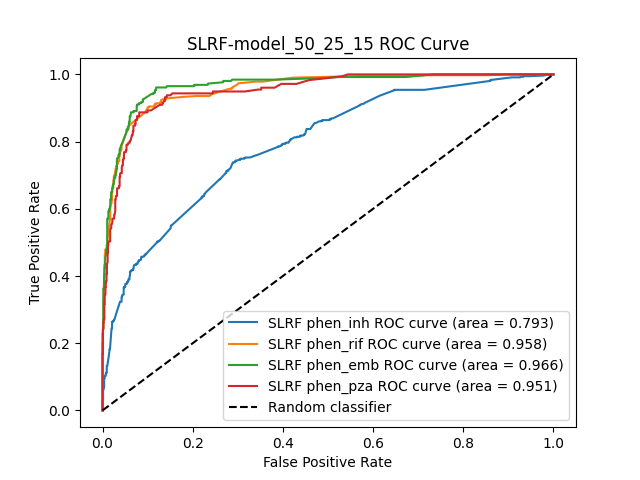 SLRF-model_50_25_15 ROC Curve
True Positive Rate
1.0
0.8
0.6
0.4
0.2
0.0
SLRF phen_inh ROC curve (area = 0.793)
SLRF phen_rif ROC curve (area = 0.958)
SLRF phen_emb ROC curve (area = 0.966)
SLRF phen_pza ROC curve (area = 0.951)
Random classifier
0.0 0.2 0.4 0.6 0.8 1.0
False Positive Rate